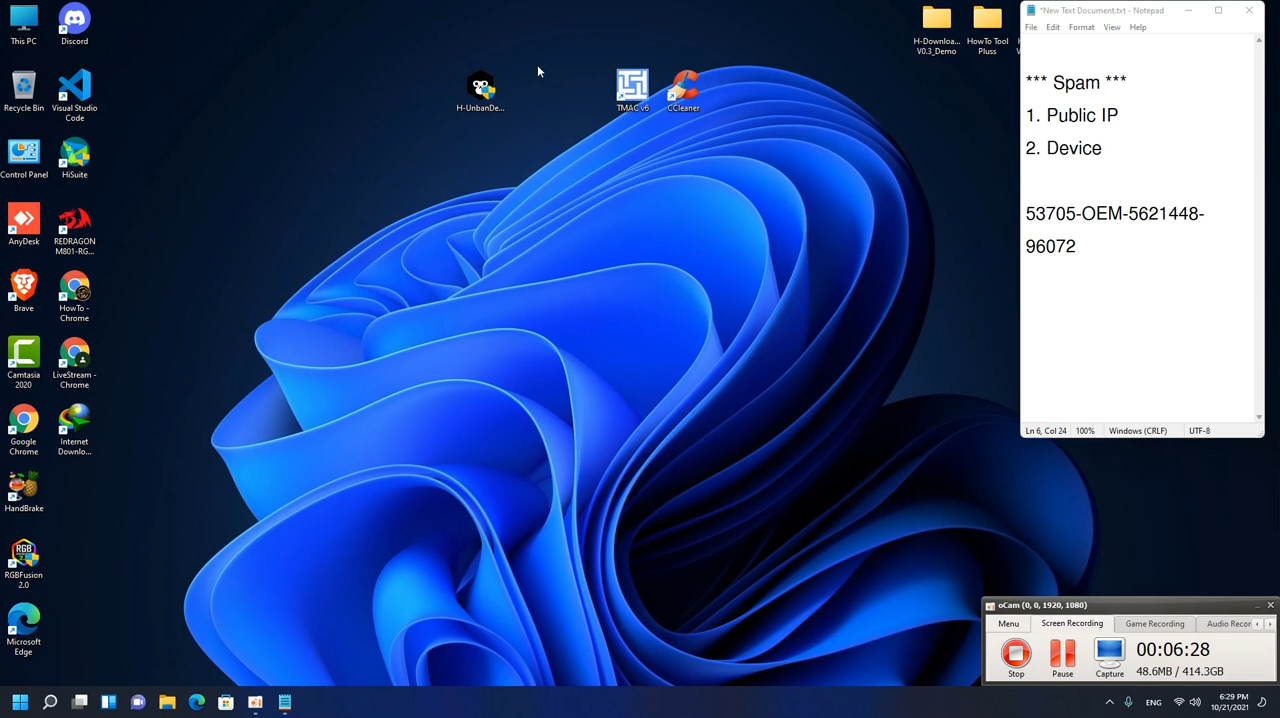 This PC
Discord
Recycle Bin
Visual Studio
Code
Control Panel
HiSuite
AnyDesk
REDRAGON
M801-RG...
Brave
HowTo -
Chrome
Camtasia
2020
LiveStream -
Chrome
Google
Chrome
Internet
Downlo...
HandBrake
RGBFusion
2.0
Microsoft
Edge
H-UnbanDe...
TMAC v6
CCleaner
H-Downloa...
V0.3_Demo
HowTo Tool
Pluss
*New Text Document.txt - Notepad
File Edit Format View Help
*** Spam ***
1. Public IP
2. Device
53705-OEM-5621448-
96072
Ln 6, Col 24 100% Windows (CRLF) UTF-8
oCam (0, 0, 1920, 1080)
Menu Screen Recording Game Recording Audio Recor
Stop Pause Capture
00:06:28
48.6MB / 414.3GB
ENG
6:29 PM
10/21/2021